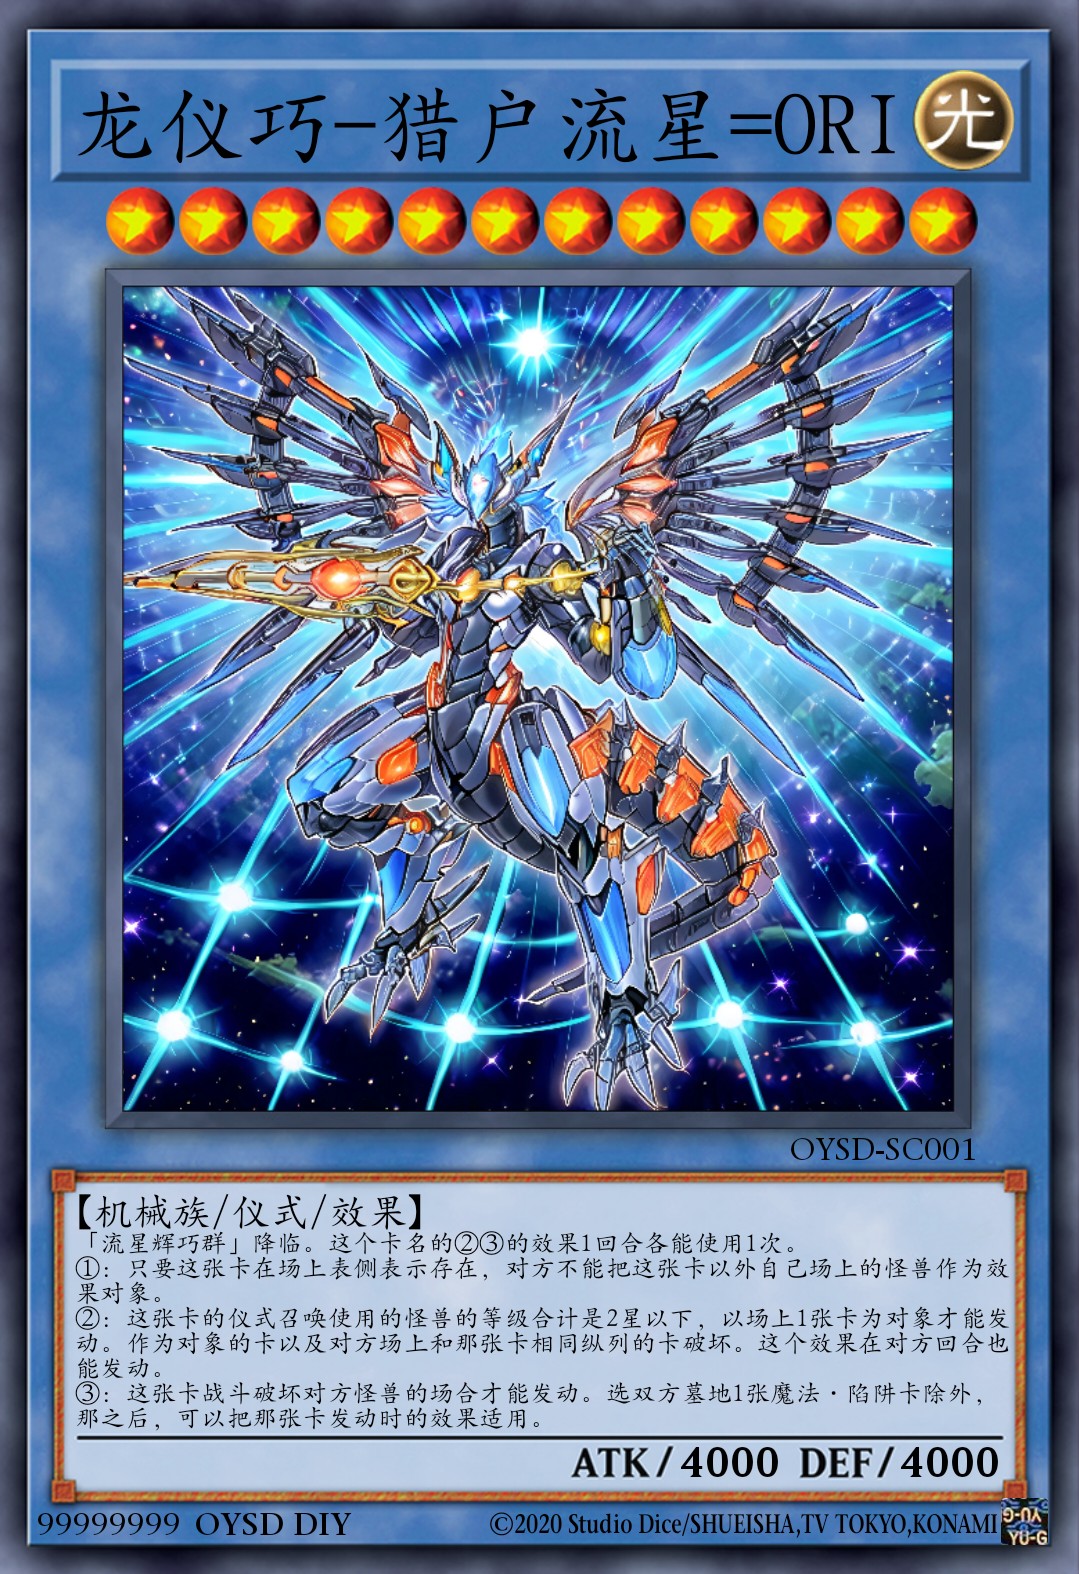 龙仪巧-猎户流星=ORI
光
OYSD-SC001
【机械族/仪式/效果】
「流星辉巧群」降临。这个卡名的②③的效果1回合各能使用1次。
①：只要这张卡在场上表侧表示存在，对方不能把这张卡以外自己场上的怪兽作为效
果对象。
②：这张卡的仪式召唤使用的怪兽的等级合计是2星以下，以场上1张卡为对象才能发
动。作为对象的卡以及对方场上和那张卡相同纵列的卡破坏。这个效果在对方回合也
能发动。
③：这张卡战斗破坏对方怪兽的场合才能发动。选双方墓地1张魔法·陷阱卡除外，
那之后，可以把那张卡发动时的效果适用。
ATK/4000 DEF/4000
99999999 OYSD DIY ©2020 Studio Dice/SHUEISHA,TV TOKYO,KONAMI